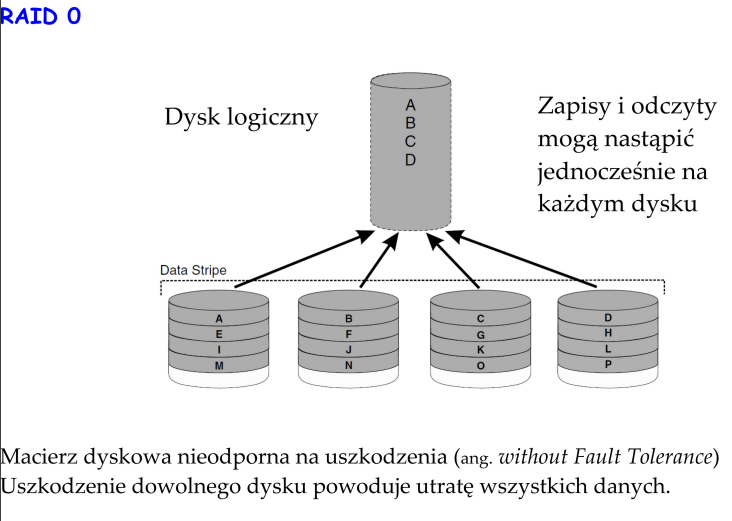 RAID 0
Dysk logiczny
A
B
C
D
Zapisy i odczyty
mogą nastąpić
jednocześnie na
każdym dysku
Data Stripe
A B C D
E F G H
I J K L
M N O P
Macierz dyskowa nieodporna na uszkodzenia (ang. without Fault Tolerance)
Uszkodzenie dowolnego dysku powoduje utratę wszystkich danych.